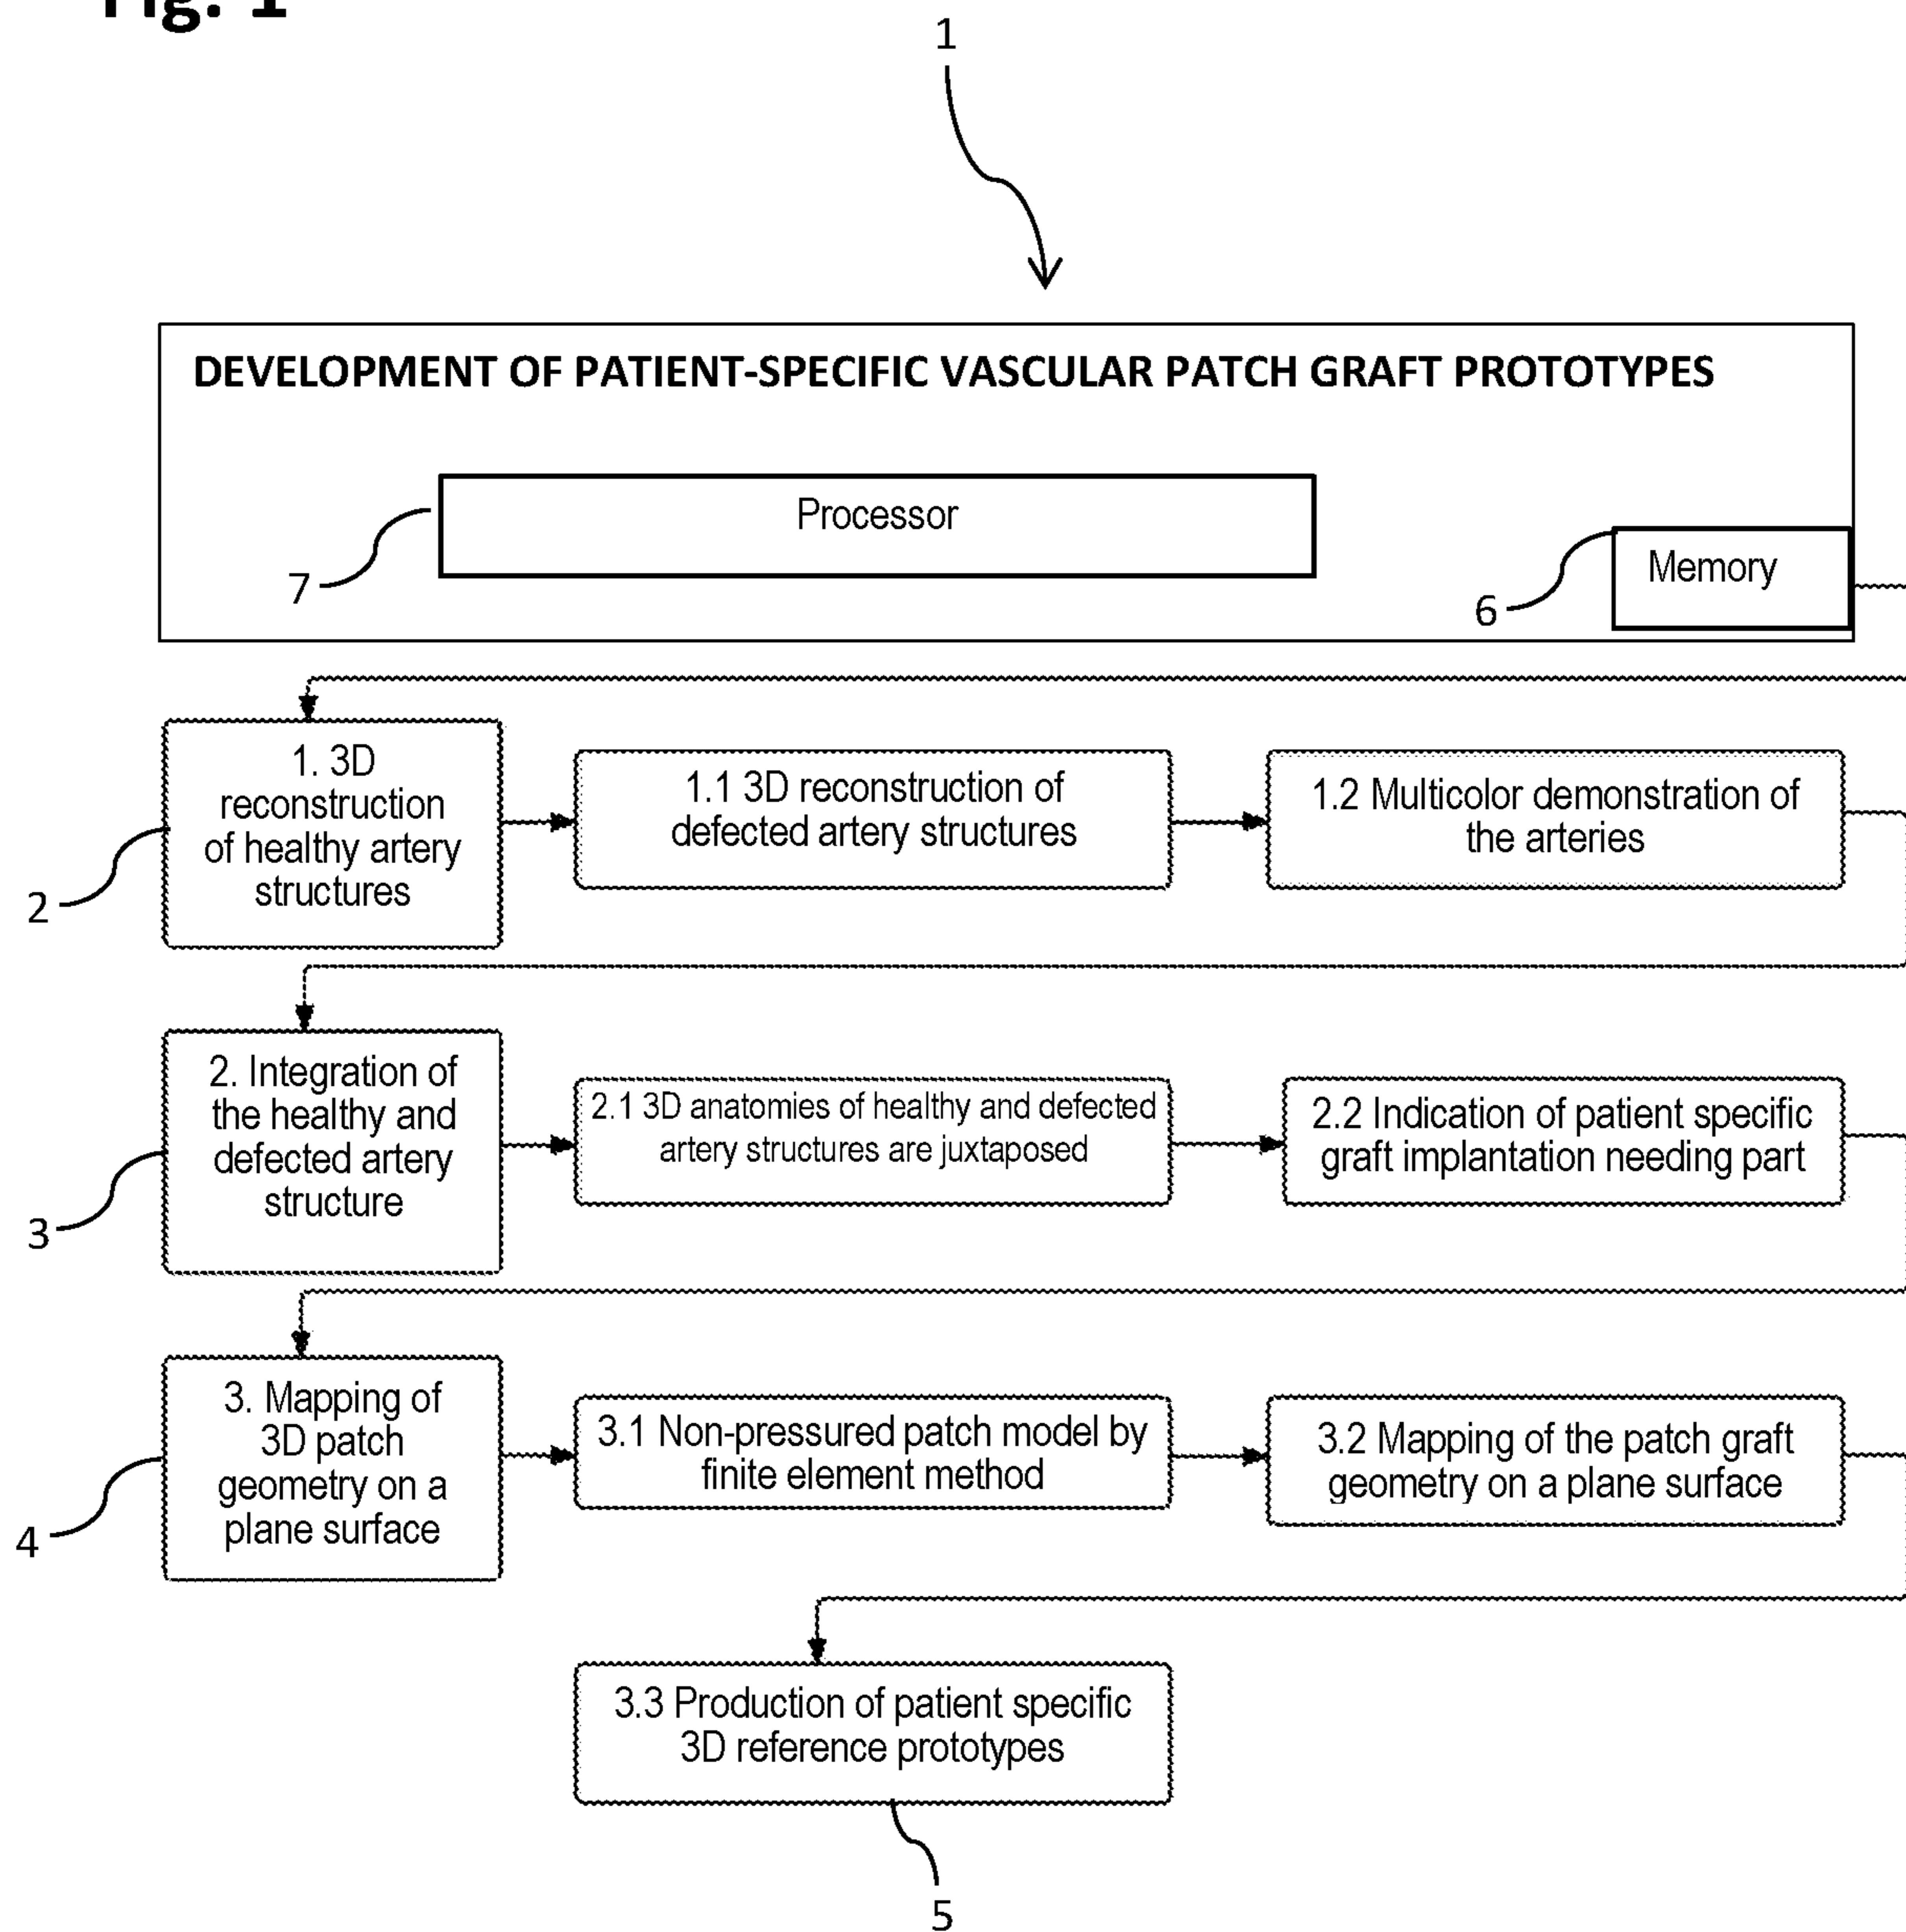 Fig. 1
1
DEVELOPMENT OF PATIENT-SPECIFIC VASCULAR PATCH GRAFT PROTOTYPES
Processor
7
Memory
6
1. 3D
reconstruction
of healthy artery
structures
2
1.1 3D reconstruction of
defected artery structures
1.2 Multicolor demonstration of
the arteries
2. Integration of
the healthy and
defected artery
structure
3
2.1 3D anatomies of healthy and defected
artery structures are juxtaposed
2.2 Indication of patient specific
graft implantation needing part
3. Mapping of
3D patch
geometry on a
plane surface
4
3.1 Non-pressured patch model by
finite element method
3.2 Mapping of the patch graft
geometry on a plane surface
3.3 Production of patient specific
3D reference prototypes
5